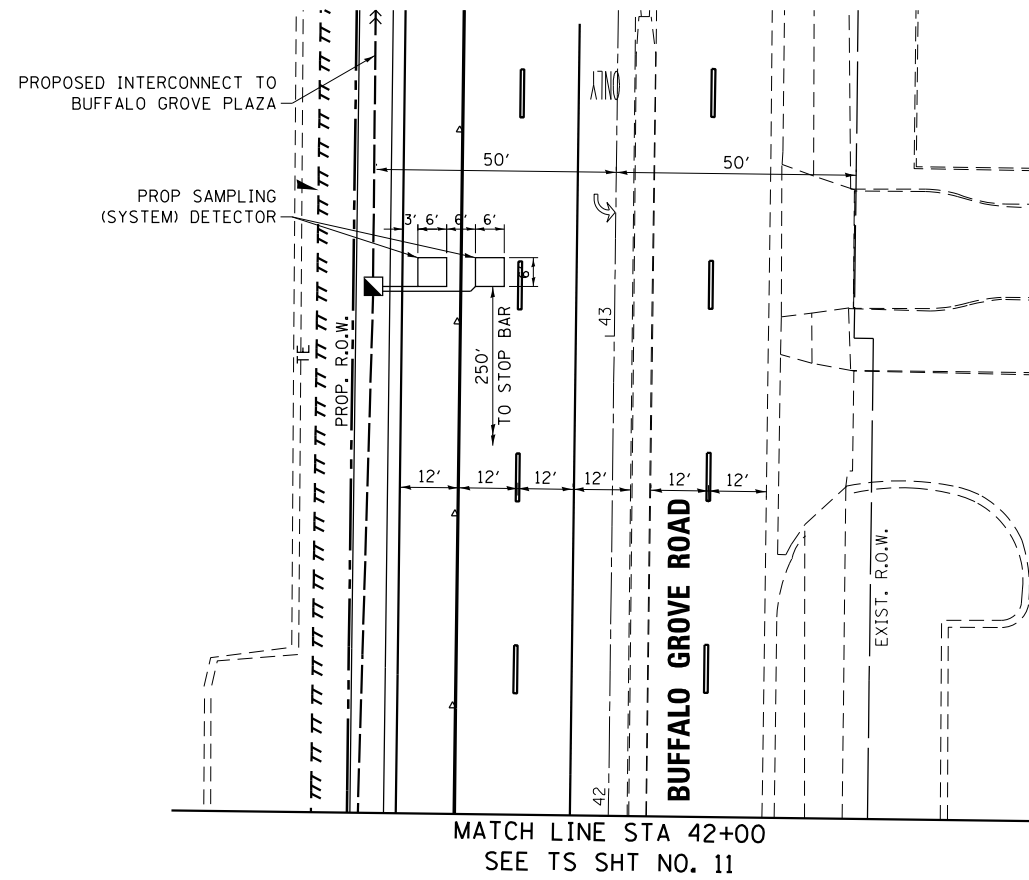 PROPOSED INTERCONNECT TO
BUFFALO GROVE PLAZA
ONLY
50'
50'
PROP SAMPLING
(SYSTEM) DETECTOR
3'
6'
6'
6'
6'
43
250'
TO STOP BAR
TE
PROP. R.O.W.
12'
12'
12'
12'
12'
12'
BUFFALO GROVE ROAD
EXIST. R.O.W.
42
MATCH LINE STA 42+00
SEE TS SHT NO. 11